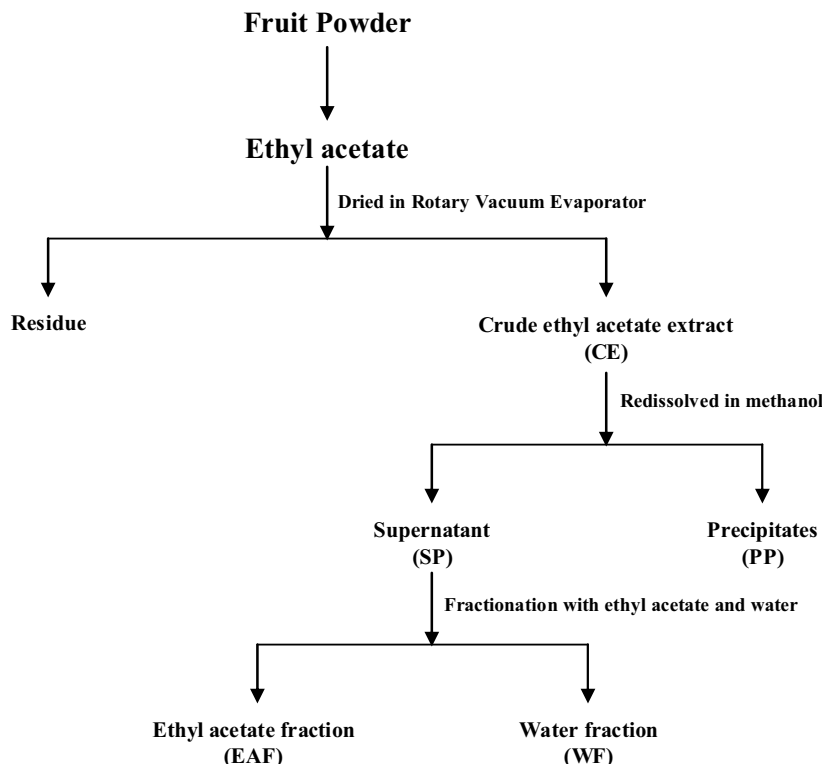 Fruit Powder
Ethyl acetate
Dried in Rotary Vacuum Evaporator
Residue
Crude ethyl acetate extract
(CE)
Redissolved in methanol
Supernatant
(SP)
Precipitates
(PP)
Fractionation with ethyl acetate and water
Ethyl acetate fraction
(EAF)
Water fraction
(WF)